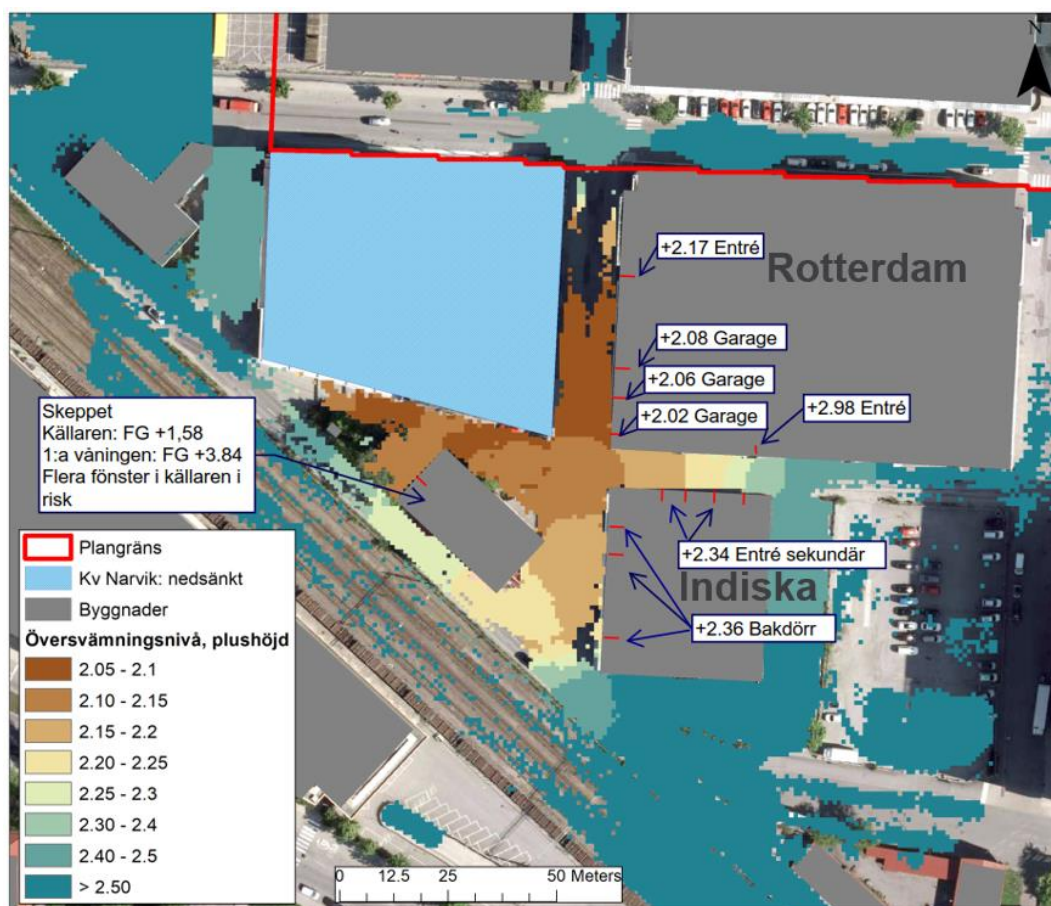 N
+2.17 Entré
Rotterdam
+2.08 Garage
+2.06 Garage
+2.02 Garage
+2.98 Entré
Skeppet
Källaren: FG +1,58
1:a våningen: FG +3.84
Flera fönster i källaren i
risk
+2.34 Entré sekundär
Indiska
+2.36 Bakdörr
Plangräns
Kv Narvik: nedsänkt
Byggnader
Översvämningsnivå, plushöjd
2.05 - 2.1
2.10 - 2.15
2.15 - 2.2
2.20 - 2.25
2.25 - 2.3
2.30 - 2.4
2.40 - 2.5
> 2.50
0 12.5 25 50 Meters